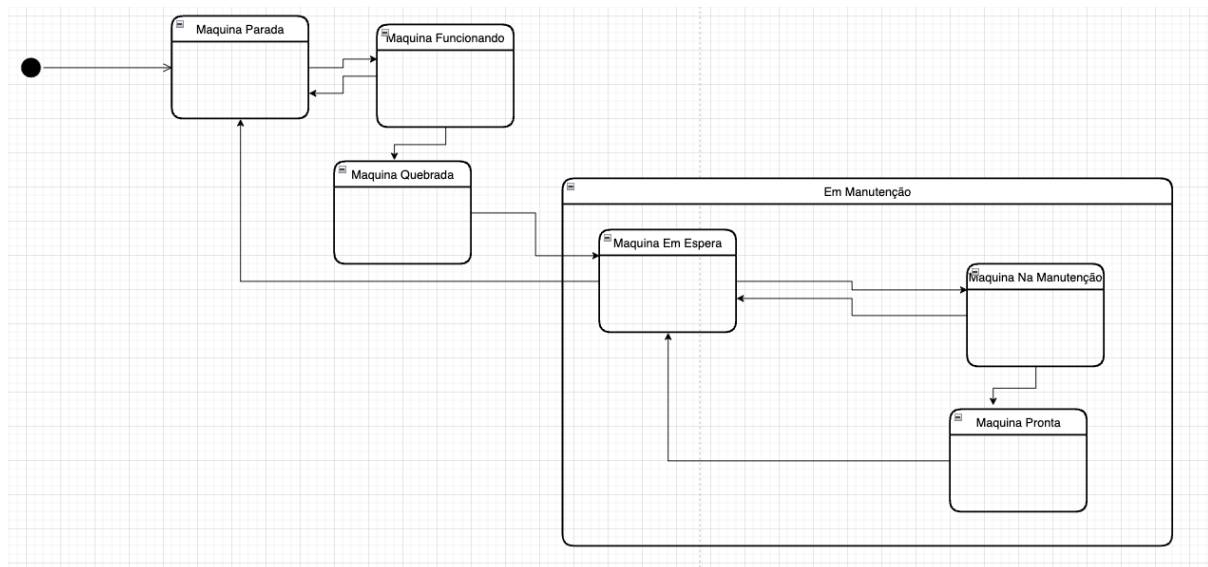 Maquina Parada
Maquina Funcionando
Maquina Quebrada
Em Manutenção
Maquina Em Espera
Maquina Na Manutenção
Maquina Pronta